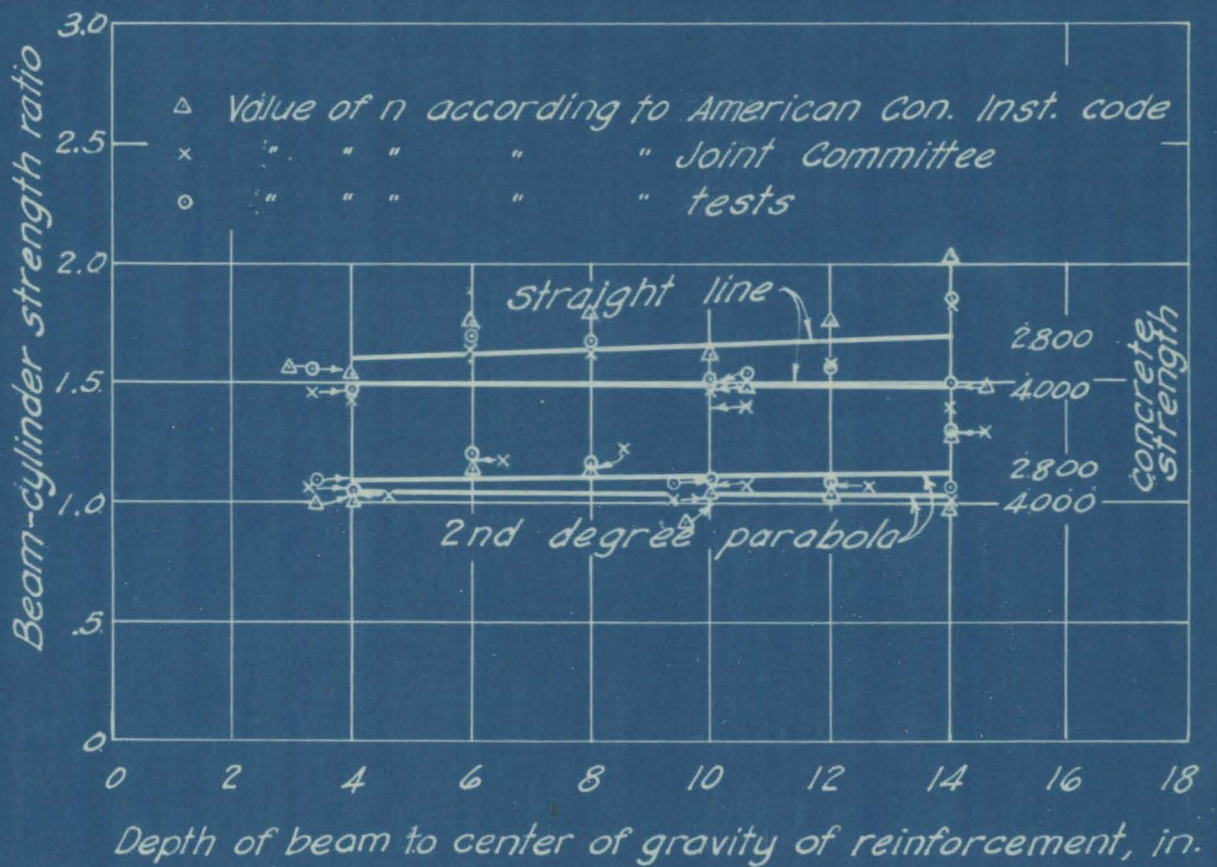 Beam-cylinder strength ratio
3.0
2.5
2.0
1.5
1.0
.5
0
△ Value of n according to American Con. Inst. code
× " " " " " Joint Committee
⊙ " " " " " tests
straight line
2800
4000
2800
4000
concrete strength
2nd degree parabola
0 2 4 6 8 10 12 14 16 18
Depth of beam to center of gravity of reinforcement, in.